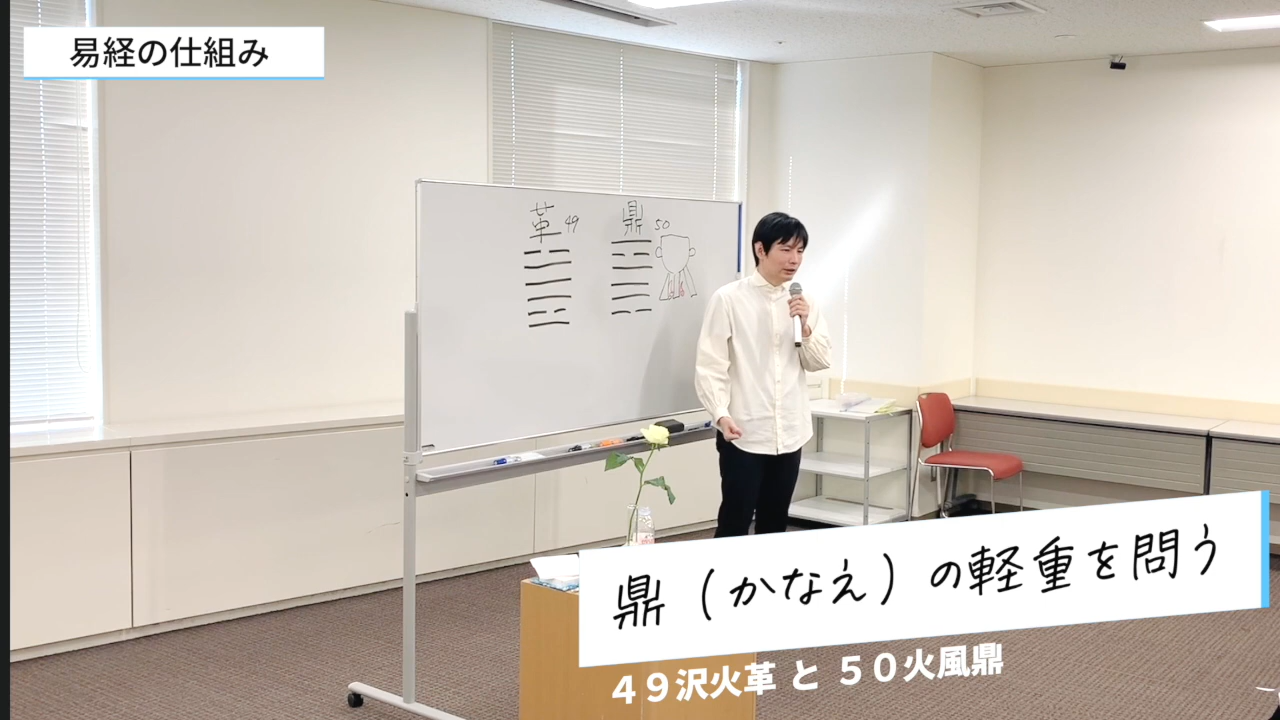 易経の仕組み
革 49
鼎 50
鼎（かなえ）の軽重を問う
４９沢火革 と ５０火風鼎